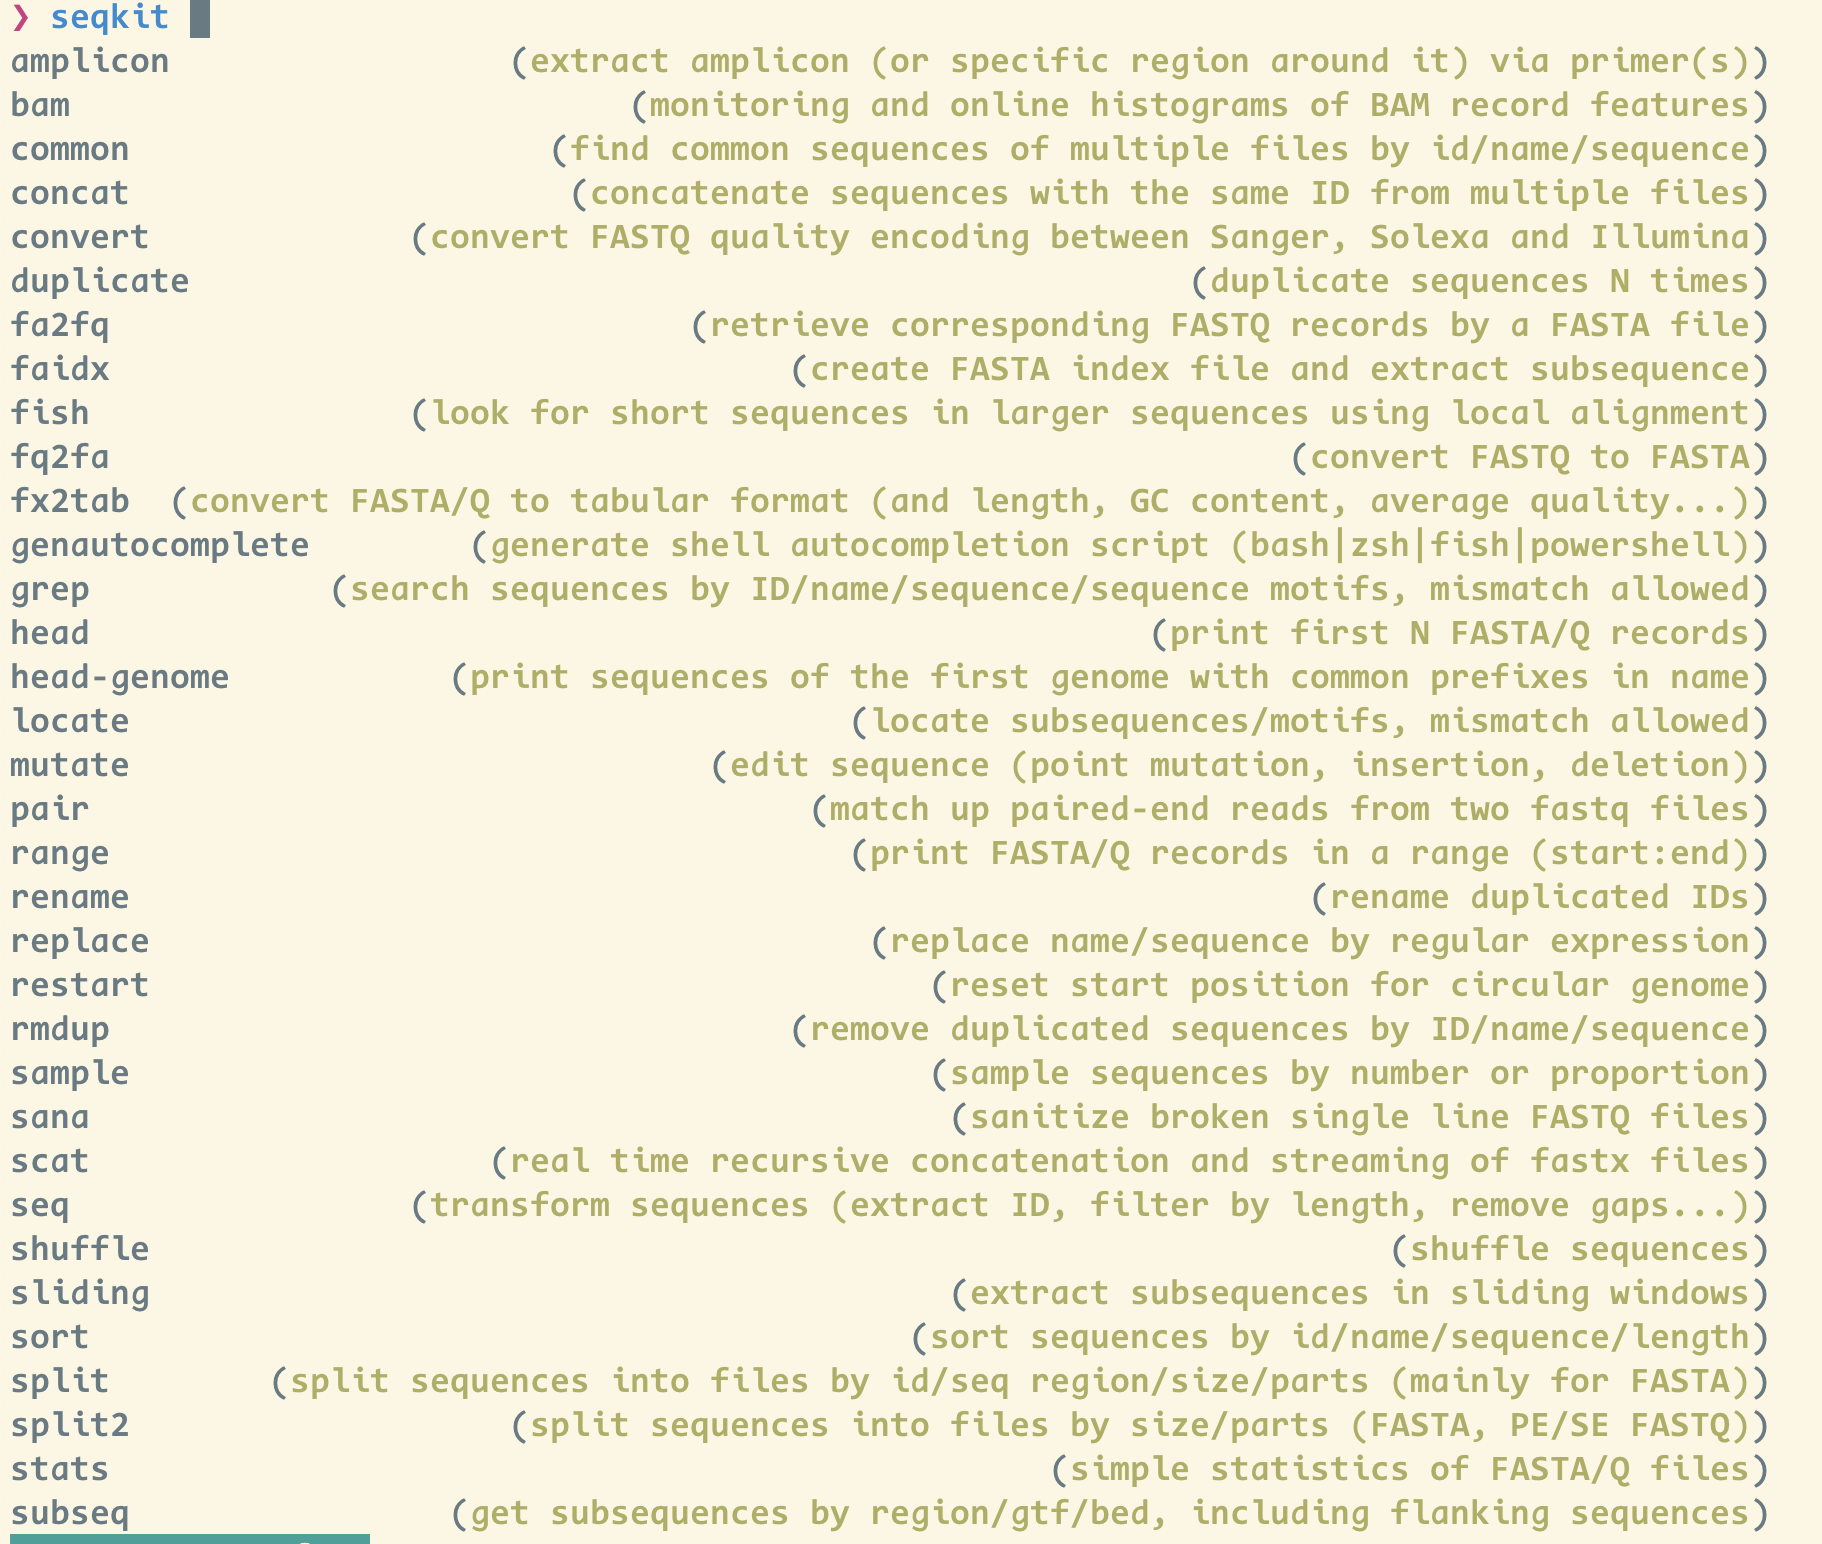 ❯ seqkit
amplicon (extract amplicon (or specific region around it) via primer(s))
bam (monitoring and online histograms of BAM record features)
common (find common sequences of multiple files by id/name/sequence)
concat (concatenate sequences with the same ID from multiple files)
convert (convert FASTQ quality encoding between Sanger, Solexa and Illumina)
duplicate (duplicate sequences N times)
fa2fq (retrieve corresponding FASTQ records by a FASTA file)
faidx (create FASTA index file and extract subsequence)
fish (look for short sequences in larger sequences using local alignment)
fq2fa (convert FASTQ to FASTA)
fx2tab (convert FASTA/Q to tabular format (and length, GC content, average quality...))
genautocomplete (generate shell autocompletion script (bash|zsh|fish|powershell))
grep (search sequences by ID/name/sequence/sequence motifs, mismatch allowed)
head (print first N FASTA/Q records)
head-genome (print sequences of the first genome with common prefixes in name)
locate (locate subsequences/motifs, mismatch allowed)
mutate (edit sequence (point mutation, insertion, deletion))
pair (match up paired-end reads from two fastq files)
range (print FASTA/Q records in a range (start:end))
rename (rename duplicated IDs)
replace (replace name/sequence by regular expression)
restart (reset start position for circular genome)
rmdup (remove duplicated sequences by ID/name/sequence)
sample (sample sequences by number or proportion)
sana (sanitize broken single line FASTQ files)
scat (real time recursive concatenation and streaming of fastx files)
seq (transform sequences (extract ID, filter by length, remove gaps...))
shuffle (shuffle sequences)
sliding (extract subsequences in sliding windows)
sort (sort sequences by id/name/sequence/length)
split (split sequences into files by id/seq region/size/parts (mainly for FASTA))
split2 (split sequences into files by size/parts (FASTA, PE/SE FASTQ))
stats (simple statistics of FASTA/Q files)
subseq (get subsequences by region/gtf/bed, including flanking sequences)